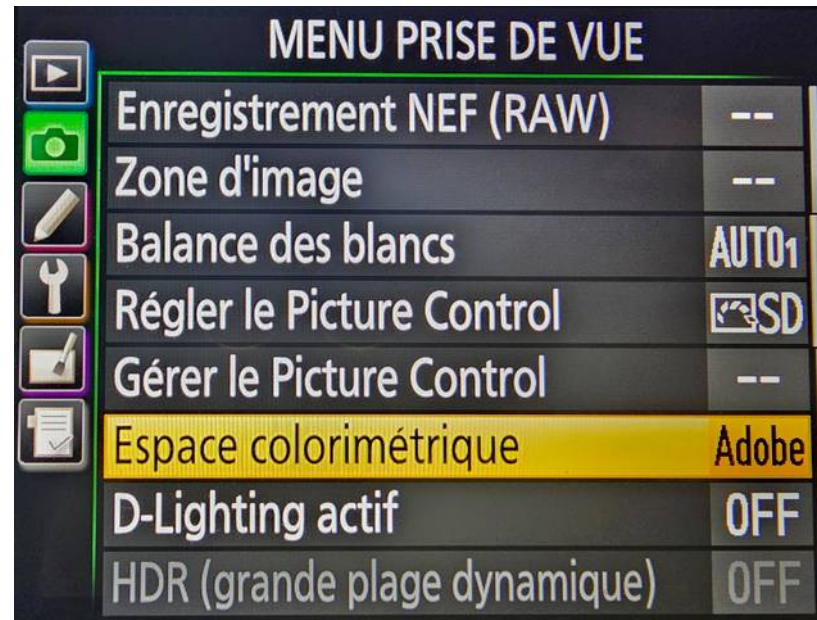 MENU PRISE DE VUE
Enregistrement NEF (RAW) --
Zone d'image --
Balance des blancs AUTO1
Régler le Picture Control SD
Gérer le Picture Control --
Espace colorimétrique Adobe
D-Lighting actif OFF
HDR (grande plage dynamique) OFF